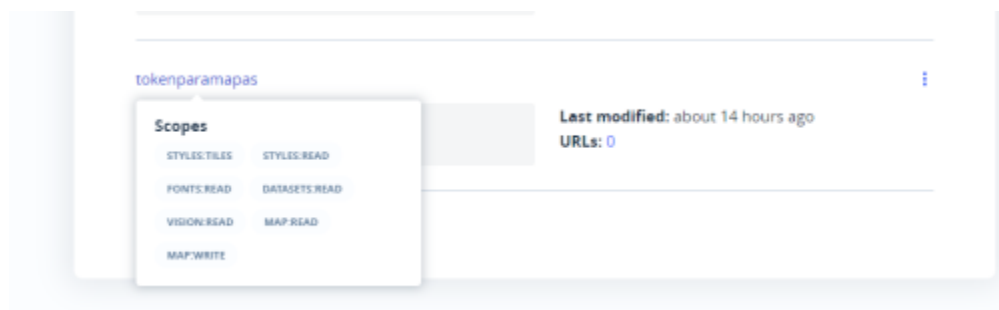 tokenparamapas
Scopes
STYLES:TILES STYLES:READ
FONTS:READ DATASETS:READ
VISION:READ MAP:READ
MAP:WRITE
Last modified: about 14 hours ago
URLs: 0